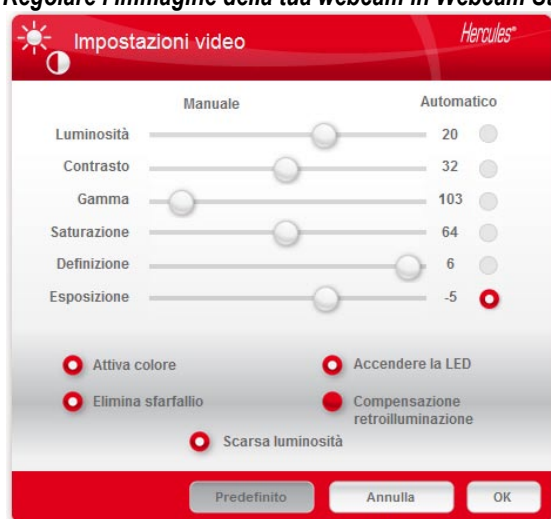 Regolare l'immagine della tua webcam in Webcam
Impostazioni video
Hercules
Manuale Automatico
Luminosità 20
Contrasto 32
Gamma 103
Saturazione 64
Definizione 6
Esposizione -5
Attiva colore Accendere la LED
Elimina sfarfallio Compensazione
retroilluminazione
Scarsa luminosità
Predefinito Annulla OK